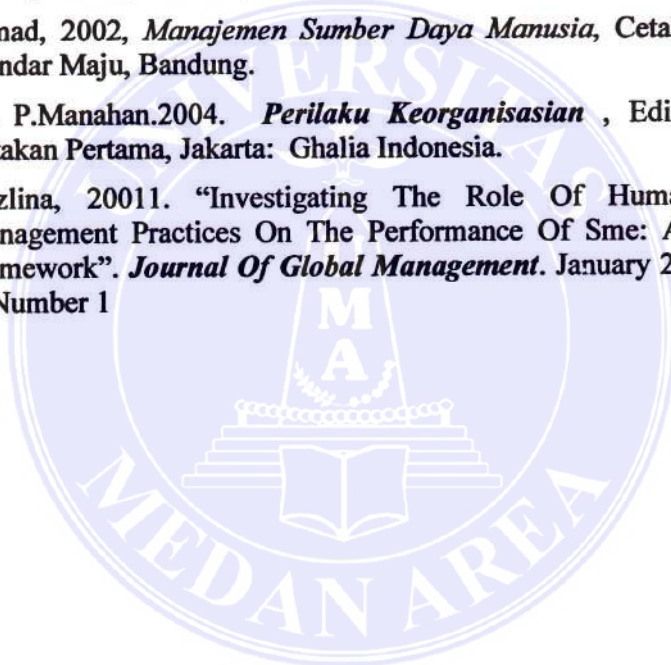 nad, 2002, Manajemen Sumber Daya Manusia, Ceta
ndar Maju, Bandung.
P.Manahan.2004. Perilaku Keorganisasian , Edi
akan Pertama, Jakarta: Ghalia Indonesia.
zlina, 20011. “Investigating The Role Of Huma
nagement Practices On The Performance Of Sme: A
mework”. Journal Of Global Management. January 2
Number 1
UNIVERSITAS
UMA
MEDAN AREA